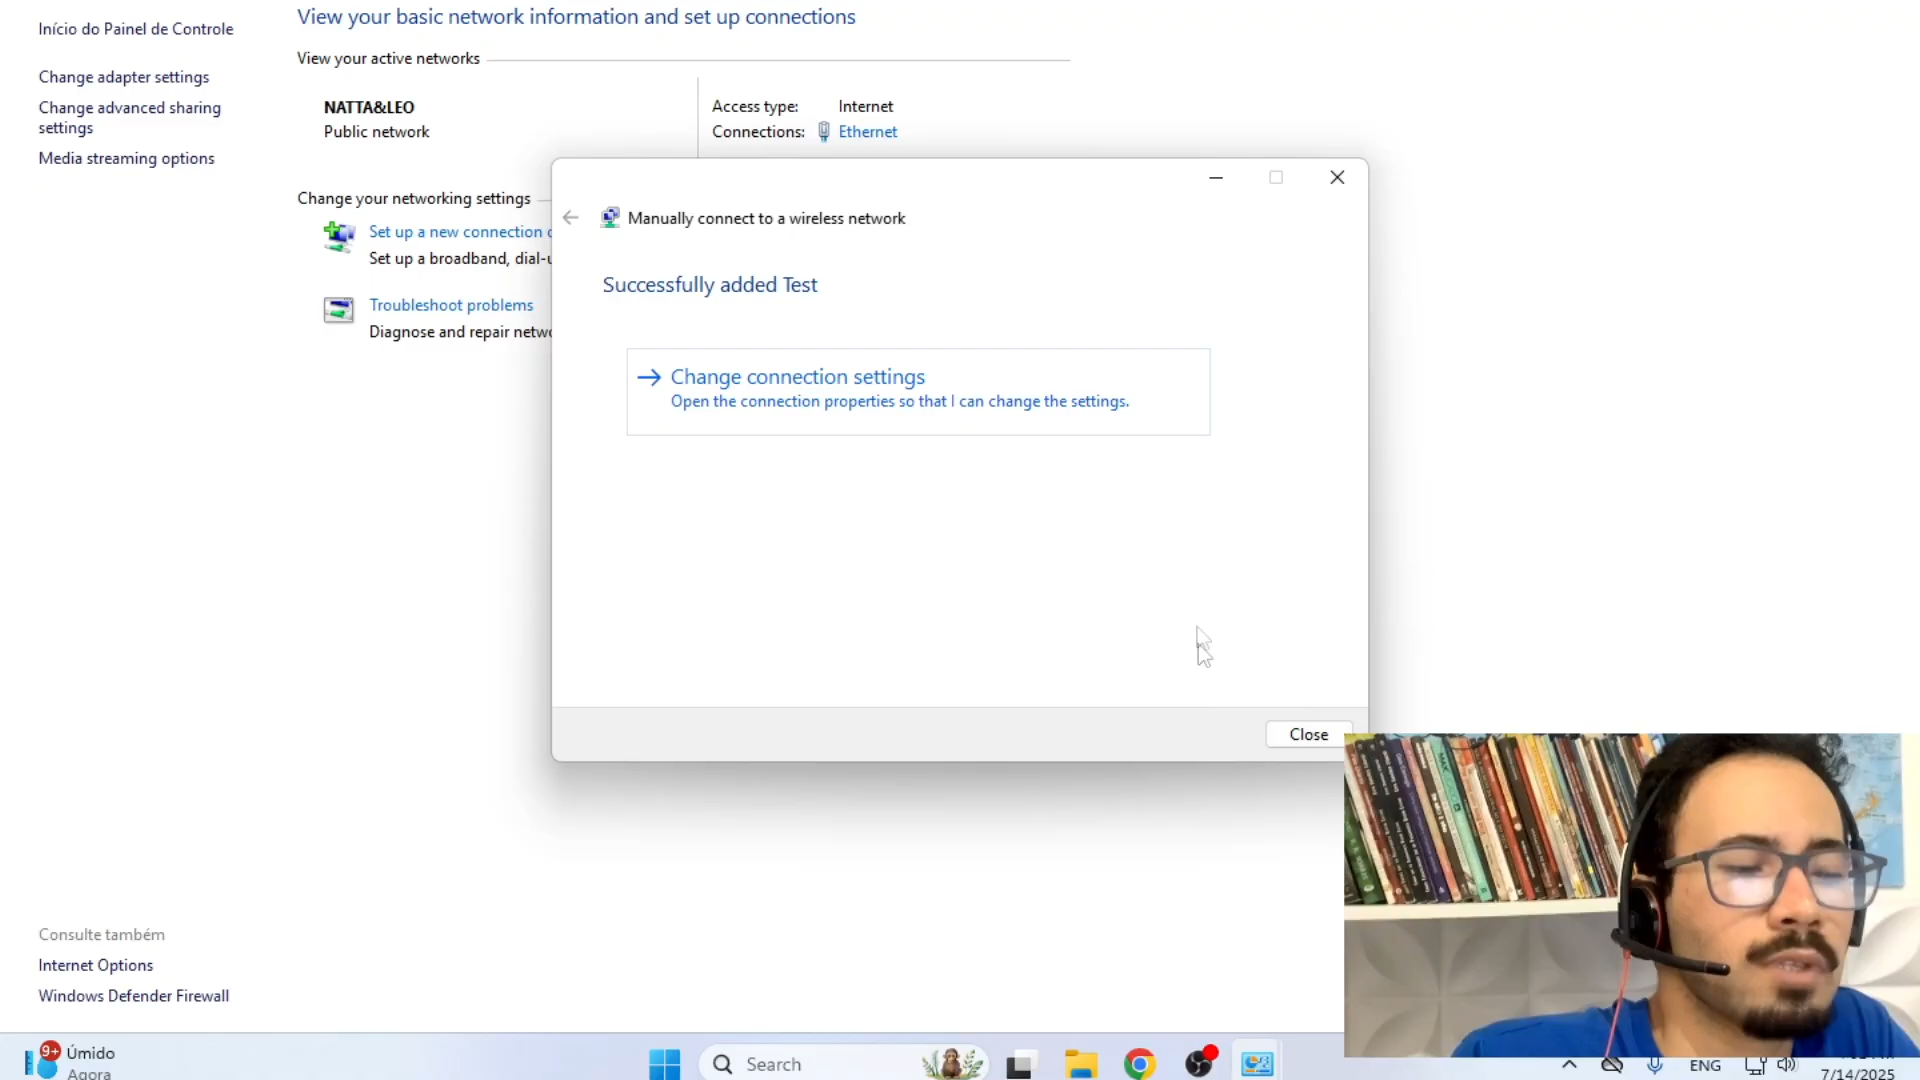 Início do Painel de Controle
View your basic network information and set up connections
View your active networks
Change adapter settings
Change advanced sharing
settings
Media streaming options
NATTA&LEO
Public network
Access type: Internet
Connections: Ethernet
Change your networking settings
Set up a new connection
Set up a broadband, dial-
Troubleshoot problems
Diagnose and repair
Manually connect to a wireless network
Successfully added Test
Change connection settings
Open the connection properties so that I can change the settings.
Close
Consulte também
Internet Options
Windows Defender Firewall
9+
Úmido
Agora
Search
ENG
7/14/2025